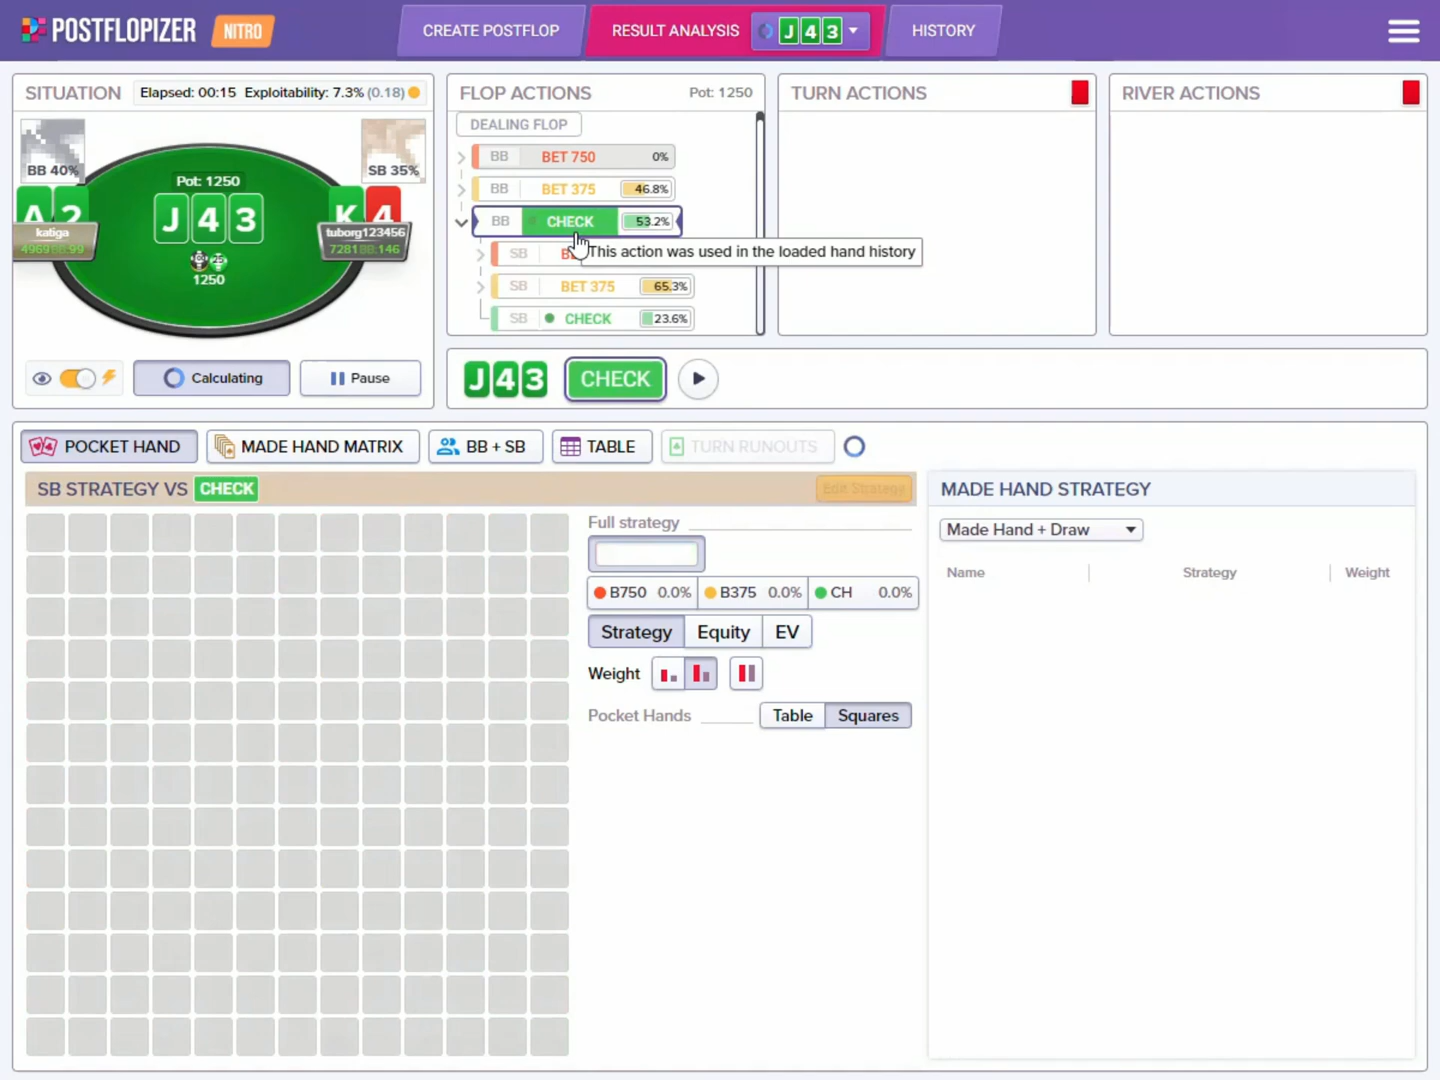 POSTFLOPIZER NITRO
CREATE POSTFLOP
RESULT ANALYSIS J 4 3
HISTORY
SITUATION
Elapsed: 00:15 Exploitability: 7.3% (0.18)
BB 40%
SB 35%
Pot: 1250
J 4 3
A 2
K 4
katiga
tuborg123456
1250
Calculating
Pause
FLOP ACTIONS
Pot: 1250
DEALING FLOP
BB BET 750 0%
BB BET 375 46.8%
BB CHECK 53.2%
This action was used in the loaded hand history
SB
SB BET 375 65.3%
SB CHECK 23.6%
TURN ACTIONS
RIVER ACTIONS
J 4 3 CHECK
POCKET HAND
MADE HAND MATRIX
BB + SB
TABLE
TURN RUNOUTS
SB STRATEGY VS CHECK
Edit Strategy
Full strategy
B750 0.0%
B375 0.0%
CH 0.0%
Strategy
Equity
EV
Weight
Pocket Hands
Table
Squares
MADE HAND STRATEGY
Made Hand + Draw
Name
Strategy
Weight